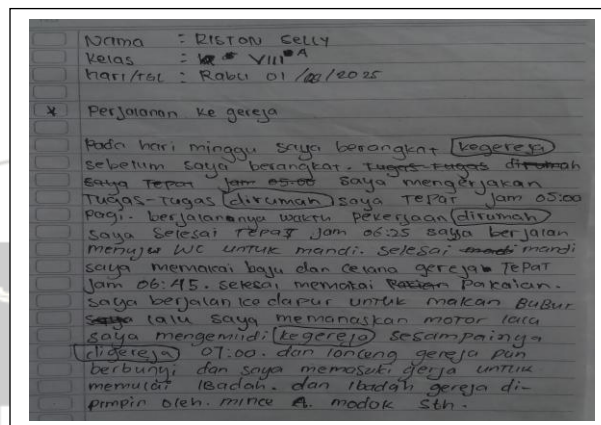 Nama : RISTON SELLY
Kelas : VIII A
Hari/TGL : Rabu 01/02/2025
* Perjalanan ke gereja
Pada hari minggu saya berangkat kegereja
sebelum saya berangkat. Tugas-Tugas dirumah
saya Tepat jam 05:00 saya mengerjakan
Tugas-Tugas dirumah saya TePaT jam 05:00
Pagi. berjalananya waktu Pekerjaan dirumah
saya selesai TepaT jam 06:25 saya berjalan
menuju WC untuk mandi. selesai mandi
saya memakai baju dan celana gereja TePaT
Jam 06:45. selesai memakai Pakaian.
saya berjalan ke dapur untuk makan BuBur
saya lalu saya memanaskan motor lalu
saya mengemidi kegereja sesampainya
digereja 07:00. dan lonceng gereja pun
berbunyi dan saya memasuki gerja untuk
memulai IBadah. dan Ibadah gereja di-
pimpin oleh. mince A. modok Sth.